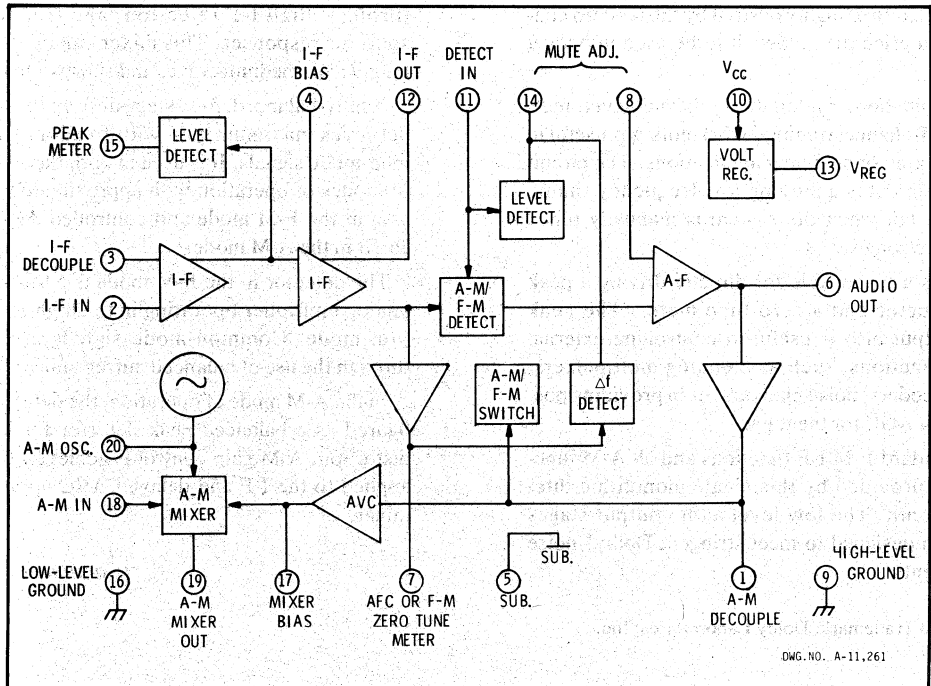 I-F
BIAS
4
I-F
OUT
12
DETECT
IN
11
MUTE ADJ.
14
8
VCC
10
PEAK
METER
15
LEVEL
DETECT
VOLT
REG.
13
VREG
LEVEL
DETECT
I-F
DECOUPLE
3
I-F
I-F
A-F
6
AUDIO
OUT
I-F IN
2
A-M/
F-M
DETECT
A-M/
F-M
SWITCH
Δf
DETECT
A-M OSC.
20
A-M IN
18
A-M
MIXER
AVC
LOW-LEVEL
GROUND
16
19
A-M
MIXER
OUT
17
MIXER
BIAS
7
AFC OR F-M
ZERO TUNE
METER
5
SUB.
SUB.
1
A-M
DECOUPLE
9
HIGH-LEVEL
GROUND
DWG.NO. A-11,261